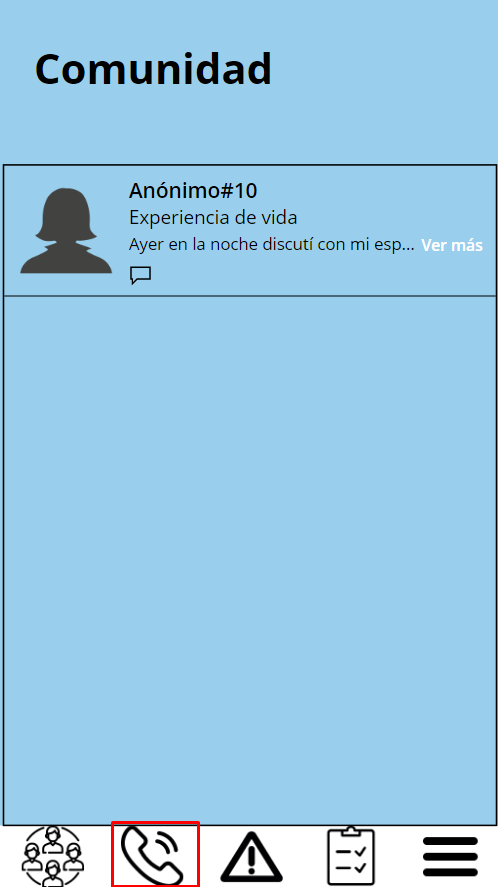 Comunidad
Anónimo#10
Experiencia de vida
Ayer en la noche discutí con mi esp... Ver más